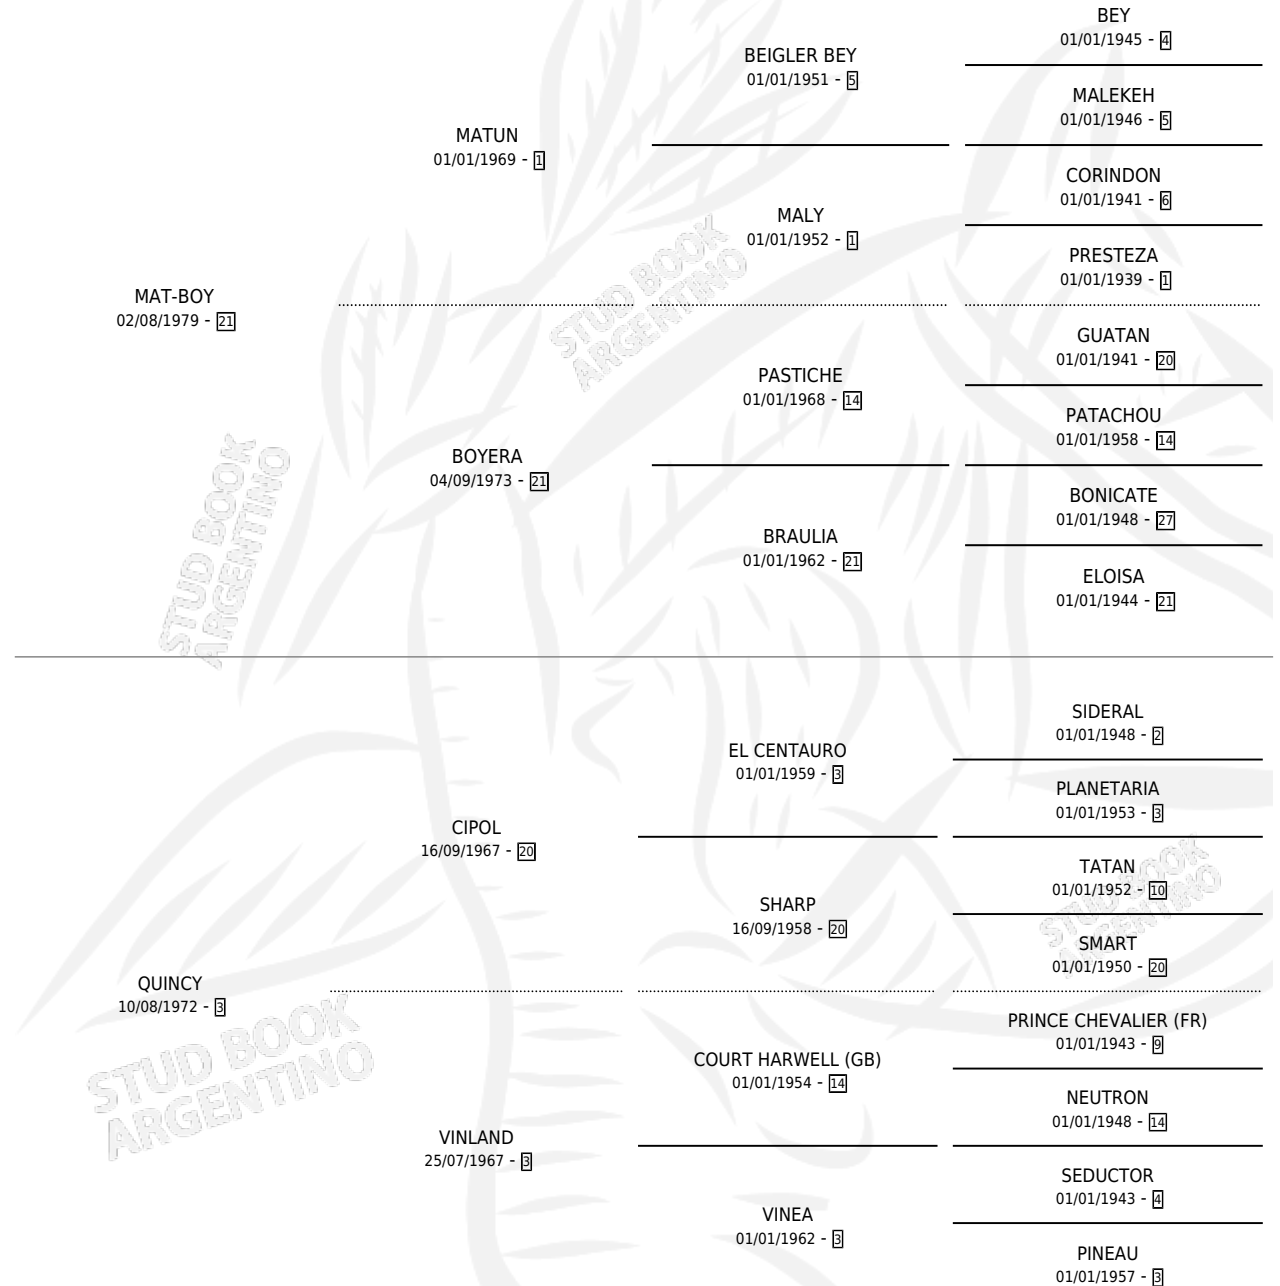 BEY
01/01/1945 - 4
BEIGLER BEY
01/01/1951 - 5
MALEKEH
01/01/1946 - 5
MATUN
01/01/1969 - 1
CORINDON
01/01/1941 - 6
MALY
01/01/1952 - 1
PRESTEZA
01/01/1939 - 1
MAT-BOY
02/08/1979 - 21
GUATAN
01/01/1941 - 20
PASTICHE
01/01/1968 - 14
PATACHOU
01/01/1958 - 14
BOYERA
04/09/1973 - 21
BONICATE
01/01/1948 - 27
BRAULIA
01/01/1962 - 21
ELOISA
01/01/1944 - 21
SIDERAL
01/01/1948 - 2
EL CENTAURO
01/01/1959 - 3
PLANETARIA
01/01/1953 - 3
CIPOL
16/09/1967 - 20
TATAN
01/01/1952 - 10
SHARP
16/09/1958 - 20
SMART
01/01/1950 - 20
QUINCY
10/08/1972 - 3
PRINCE CHEVALIER (FR)
01/01/1943 - 9
COURT HARWELL (GB)
01/01/1954 - 14
NEUTRON
01/01/1948 - 14
VINLAND
25/07/1967 - 3
SEDUCTOR
01/01/1943 - 4
VINEA
01/01/1962 - 3
PINEAU
01/01/1957 - 3
STUD BOOK
ARGENTINO
STUD BOOK
ARGENTINO
STUD BOOK
ARGENTINO
STUD BOOK
ARGENTINO